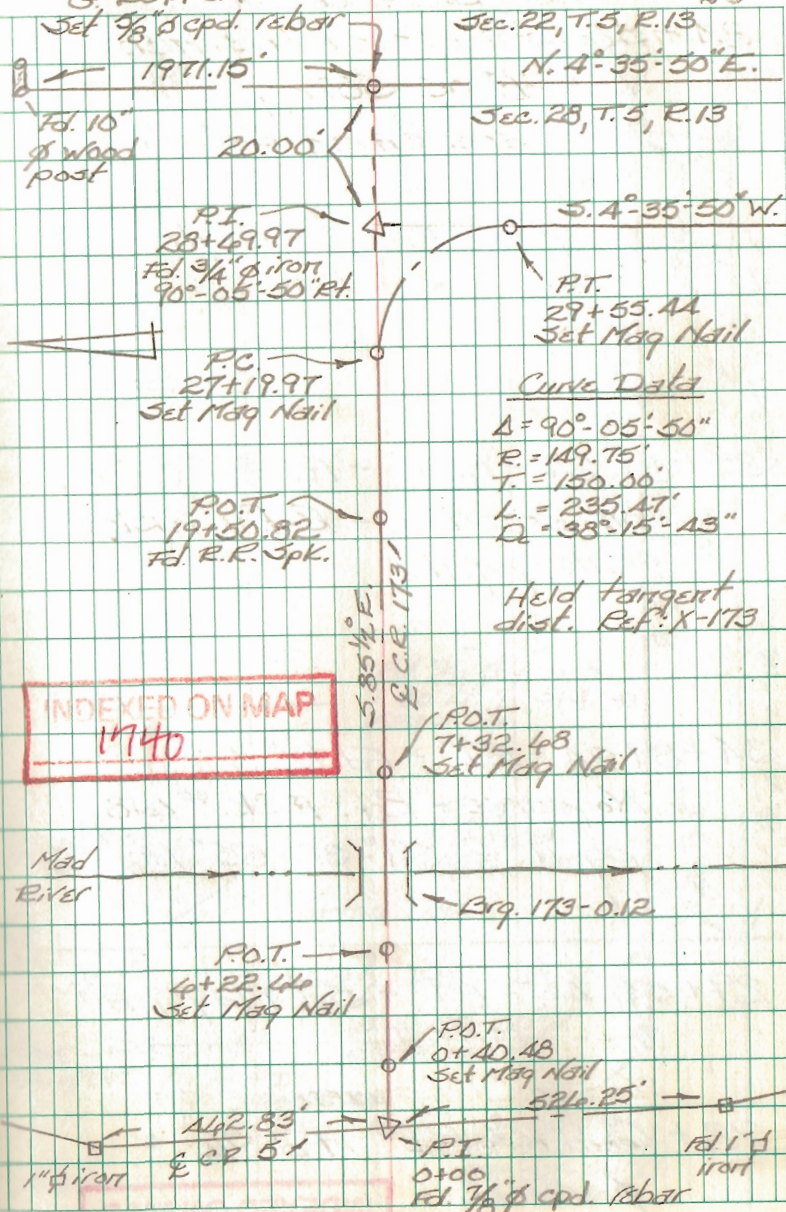 Set 5/8" ø cpd. rebar
Sec. 22, T.5, R.13
1971.15'
N. 4°-35'-50" E.
Fd. 10"
ø wood
post
20.00'
Sec. 28, T.5, R.13
P.I.
28+69.97
Fd. 3/4" ø iron
90°-05'-50" Rt.
S. 4°-35'-50" W.
P.T.
29+55.44
Set Mag Nail
P.C.
27+19.97
Set Mag Nail
Curve Data
Δ = 90°-05'-50"
R. = 149.75'
T. = 150.00'
L = 235.47'
Dc = 38°-15'-43"
P.O.T.
19+50.82
Fd. R.R. Spk.
Held tangent
dist. Ref: X-173
S. 85 1/2° E.
℄ C.R. 173
INDEXED ON MAP
1740
P.O.T.
7+32.48
Set Mag Nail
Mad
River
Brg. 173-0.12
P.O.T.
Set Mag Nail
P.O.T.
0+40.48
Set Mag Nail
462.83'
526.25'
℄ CR 5
1" ø iron
P.I.
0+00
Fd. 7/8" ø cpd. rebar
Fd. 1" ø
iron